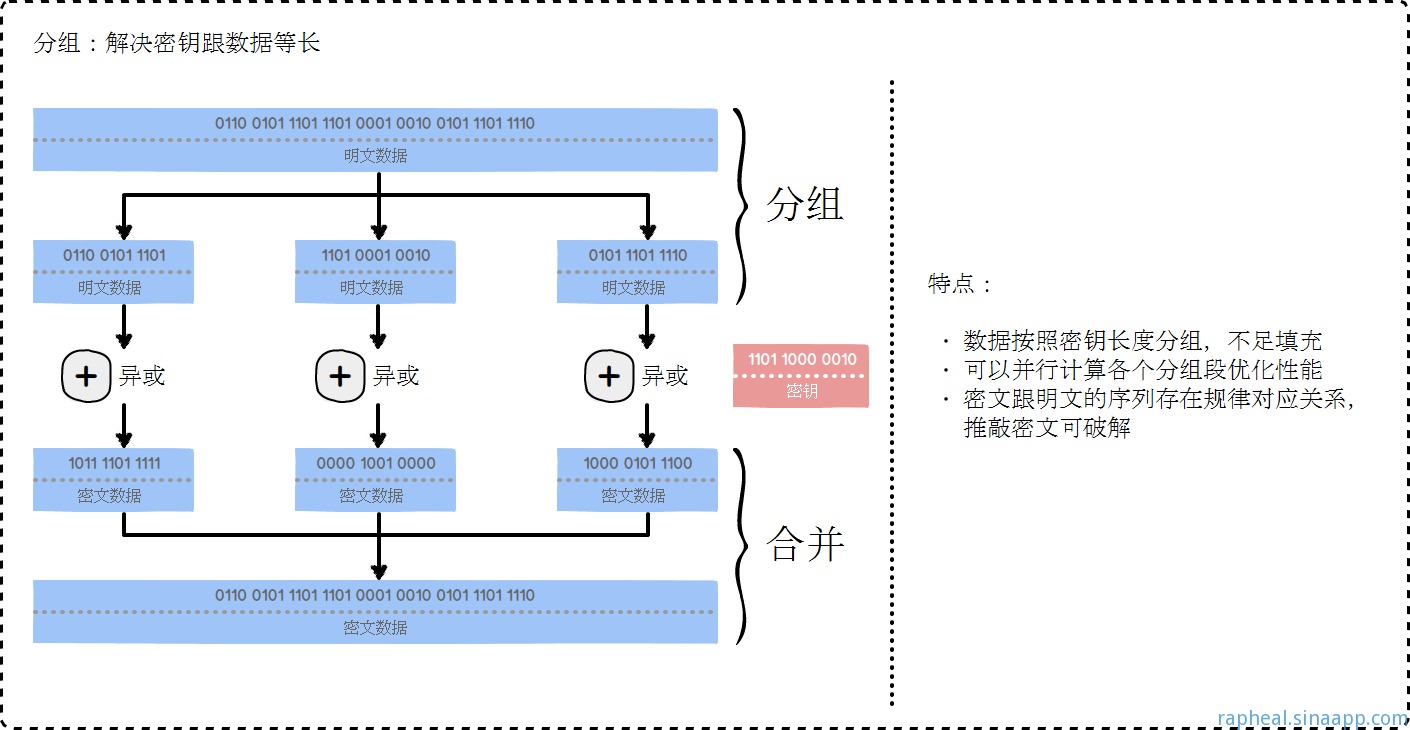 分组：解决密钥跟数据等长
0110 0101 1101 1101 0001 0010 0101 1101 1110
明文数据
分组
0110 0101 1101
明文数据
1101 0001 0010
明文数据
0101 1101 1110
明文数据
+ 异或
+ 异或
+ 异或
1101 1000 0010
密钥
1011 1101 1111
密文数据
0000 1001 0000
密文数据
1000 0101 1100
密文数据
合并
0110 0101 1101 1101 0001 0010 0101 1101 1110
密文数据
特点：
· 数据按照密钥长度分组，不足填充
· 可以并行计算各个分组段优化性能
· 密文跟明文的序列存在规律对应关系，
推敲密文可破解
rapheal.sinaapp.com